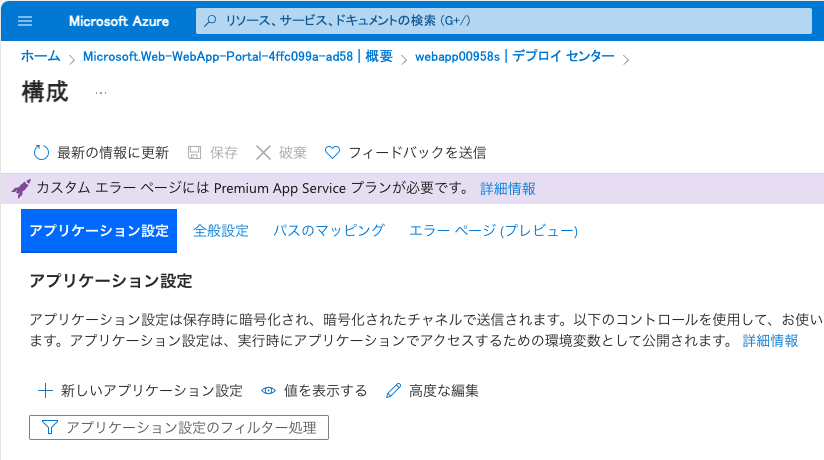 Microsoft Azure
リソース、サービス、ドキュメントの検索 (G+/)
ホーム > Microsoft.Web-WebApp-Portal-4ffc099a-ad58 | 概要 > webapp00958s | デプロイ センター >
構成 …
最新の情報に更新 保存 破棄 フィードバックを送信
カスタム エラー ページには Premium App Service プランが必要です。 詳細情報
アプリケーション設定 全般設定 パスのマッピング エラー ページ (プレビュー)
アプリケーション設定
アプリケーション設定は保存時に暗号化され、暗号化されたチャネルで送信されます。以下のコントロールを使用して、お使い
ます。アプリケーション設定は、実行時にアプリケーションでアクセスするための環境変数として公開されます。 詳細情報
新しいアプリケーション設定 値を表示する 高度な編集
アプリケーション設定のフィルター処理